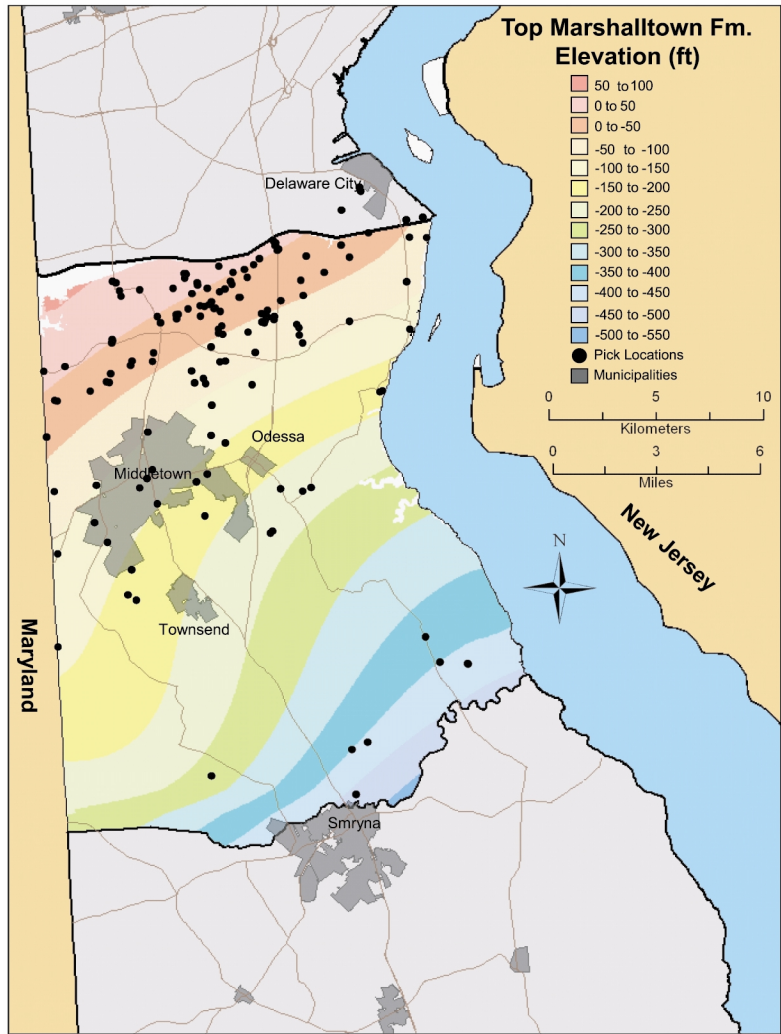 Top Marshalltown Fm.
Elevation (ft)
50 to100
0 to 50
0 to -50
-50 to -100
-100 to -150
-150 to -200
-200 to -250
-250 to -300
-300 to -350
-350 to -400
-400 to -450
-450 to -500
-500 to -550
Pick Locations
Municipalities
0 5 10
Kilometers
0 3 6
Miles
Delaware City
Odessa
Middletown
Townsend
Smryna
Maryland
New Jersey
N